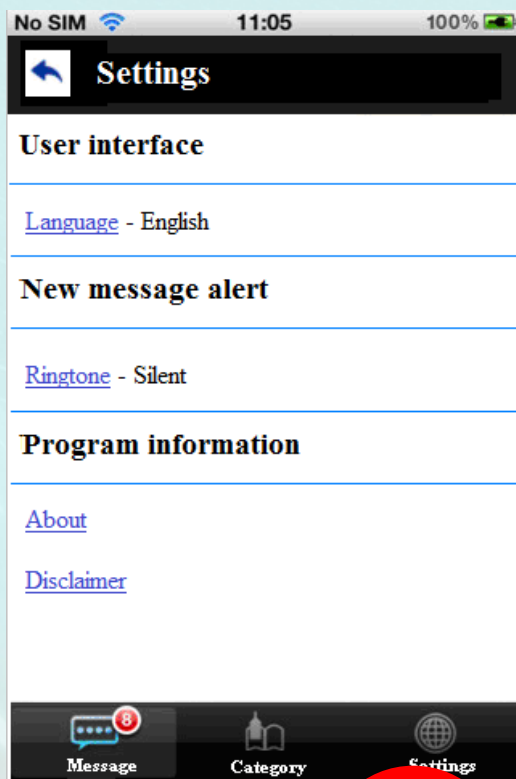 No SIM 11:05 100%
Settings
User interface
Language - English
New message alert
Ringtone - Silent
Program information
About
Disclaimer
8
Message Category Settings